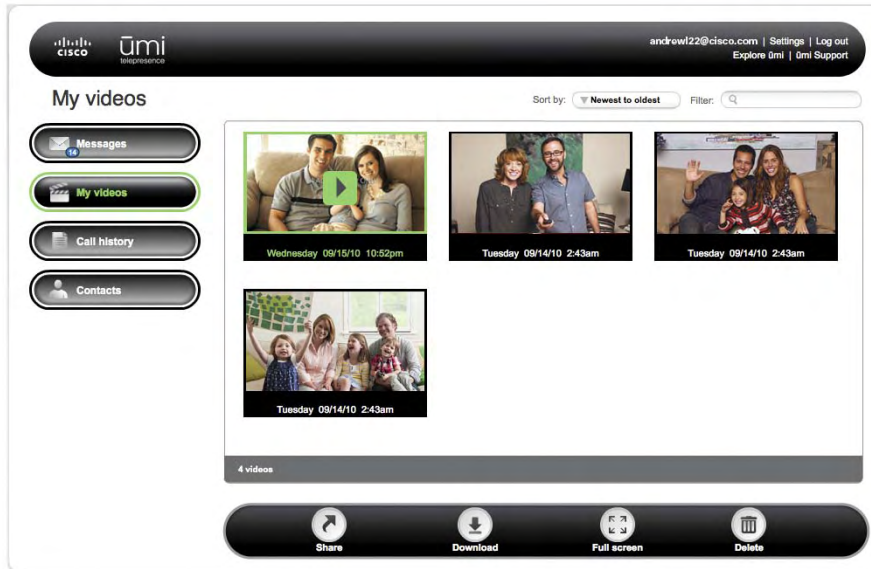 cisco
ūmi
telepresence
andrewl22@cisco.com | Settings | Log out
Explore ūmi | ūmi Support
My videos
Sort by: Newest to oldest Filter:
Messages
14
My videos
Call history
Contacts
Wednesday 09/15/10 10:52pm
Tuesday 09/14/10 2:43am
Tuesday 09/14/10 2:43am
Tuesday 09/14/10 2:43am
4 videos
Share
Download
Full screen
Delete